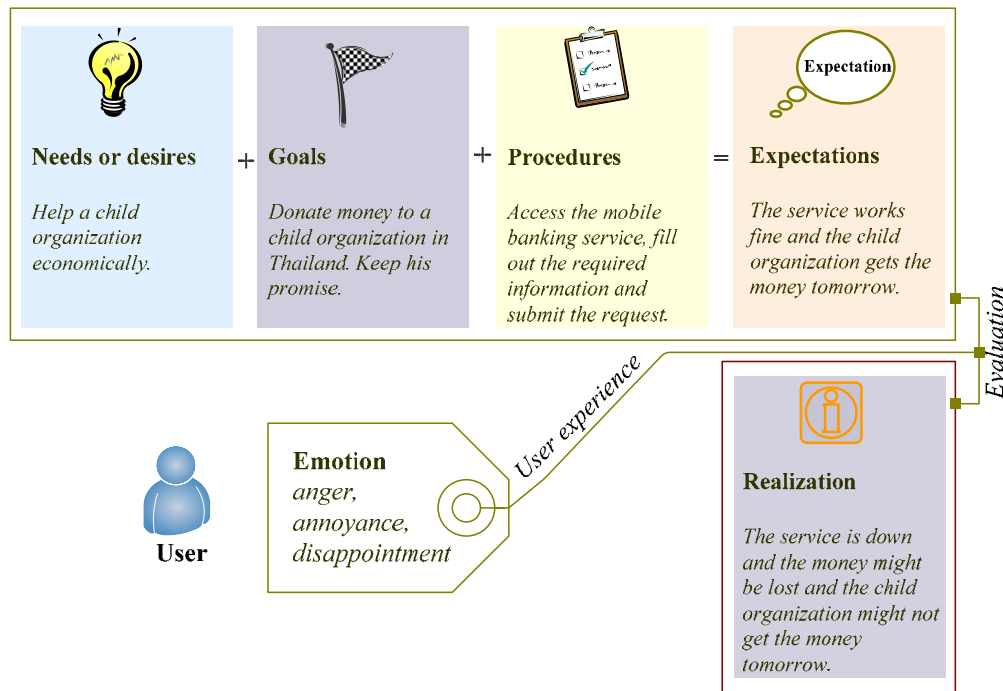 Expectation
Needs or desires
Help a child
organization
economically.
+
Goals
Donate money to a
child organization in
Thailand. Keep his
promise.
+
Procedures
Access the mobile
banking service, fill
out the required
information and
submit the request.
=
Expectations
The service works
fine and the child
organization gets the
money tomorrow.
Evaluation
User experience
Emotion
anger,
annoyance,
disappointment
User
Realization
The service is down
and the money might
be lost and the child
organization might not
get the money
tomorrow.